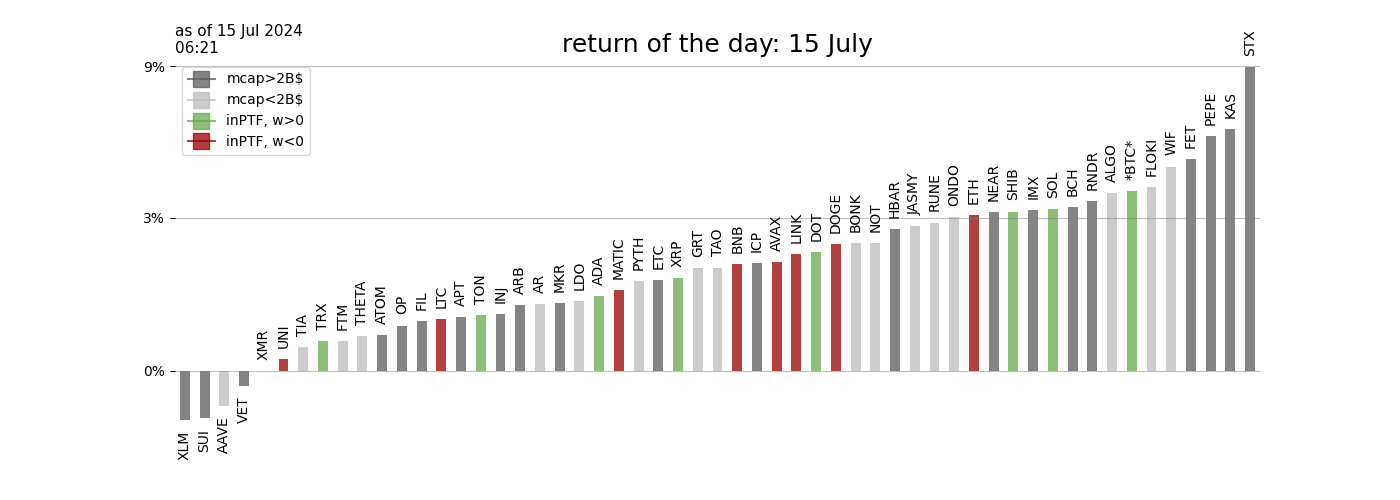 as of 15 Jul 2024
06:21
return of the day: 15 July
9%
3%
0%
mcap>2B$
mcap<2B$
inPTF, w>0
inPTF, w<0
XLM
SUI
AAVE
VET
XMR
UNI
TIA
TRX
FTM
THETA
ATOM
OP
FIL
LTC
APT
TON
INJ
ARB
AR
MKR
LDO
ADA
MATIC
PYTH
ETC
XRP
GRT
TAO
BNB
ICP
AVAX
LINK
DOT
DOGE
BONK
NOT
HBAR
JASMY
RUNE
ONDO
ETH
NEAR
SHIB
IMX
SOL
BCH
RNDR
ALGO
*BTC*
FLOKI
WIF
FET
PEPE
KAS
STX